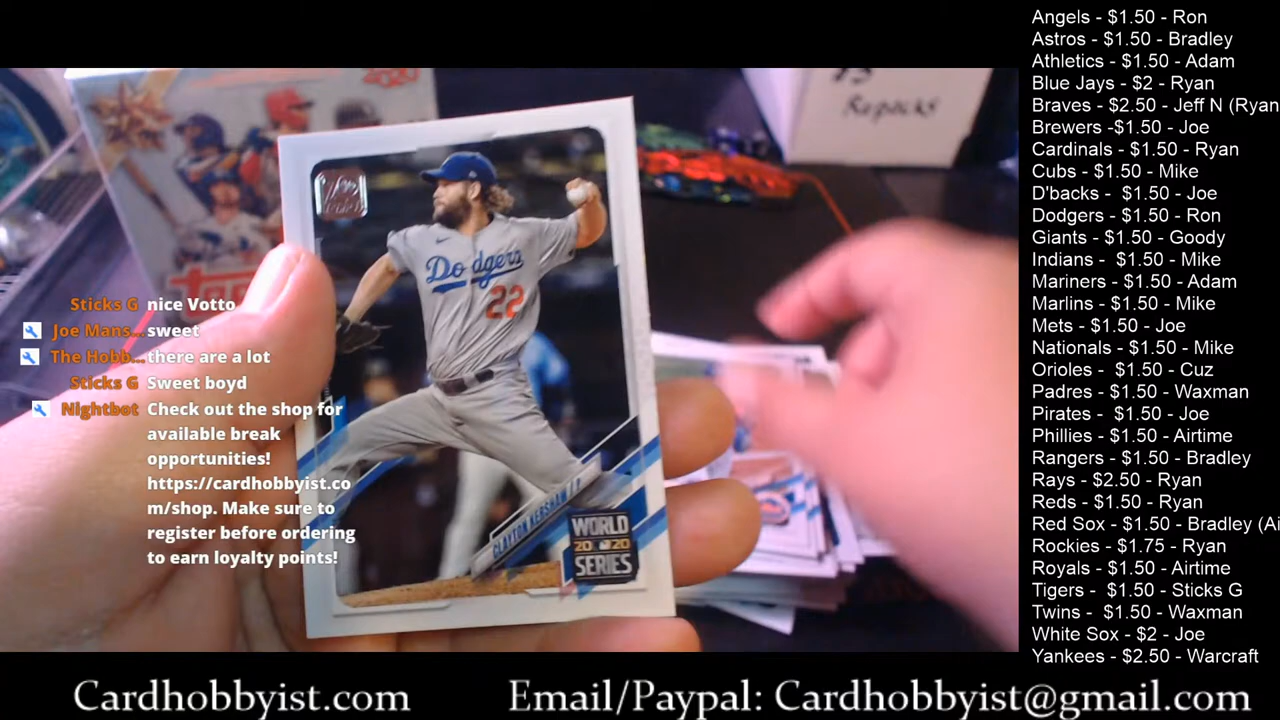 Angels - $1.50 - Ron
Astros - $1.50 - Bradley
Athletics - $1.50 - Adam
Blue Jays - $2 - Ryan
Braves - $2.50 - Jeff N (Ryan
Brewers -$1.50 - Joe
Cardinals - $1.50 - Ryan
Cubs - $1.50 - Mike
D'backs - $1.50 - Joe
Dodgers - $1.50 - Ron
Giants - $1.50 - Goody
Indians - $1.50 - Mike
Mariners - $1.50 - Adam
Marlins - $1.50 - Mike
Mets - $1.50 - Joe
Nationals - $1.50 - Mike
Orioles - $1.50 - Cuz
Padres - $1.50 - Waxman
Pirates - $1.50 - Joe
Phillies - $1.50 - Airtime
Rangers - $1.50 - Bradley
Rays - $2.50 - Ryan
Reds - $1.50 - Ryan
Red Sox - $1.50 - Bradley (Ai
Rockies - $1.75 - Ryan
Royals - $1.50 - Airtime
Tigers - $1.50 - Sticks G
Twins - $1.50 - Waxman
White Sox - $2 - Joe
Yankees - $2.50 - Warcraft
Repacks
Dodgers
22
CLAYTON KERSHAW
WORLD
2020
SERIES
Sticks G nice Votto
Joe Mans... sweet
The Hobb... there are a lot
Sticks G Sweet boyd
Nightbot Check out the shop for
available break
opportunities!
https://cardhobbyist.co
m/shop. Make sure to
register before ordering
to earn loyalty points!
Cardhobbyist.com
Email/Paypal: Cardhobbyist@gmail.com